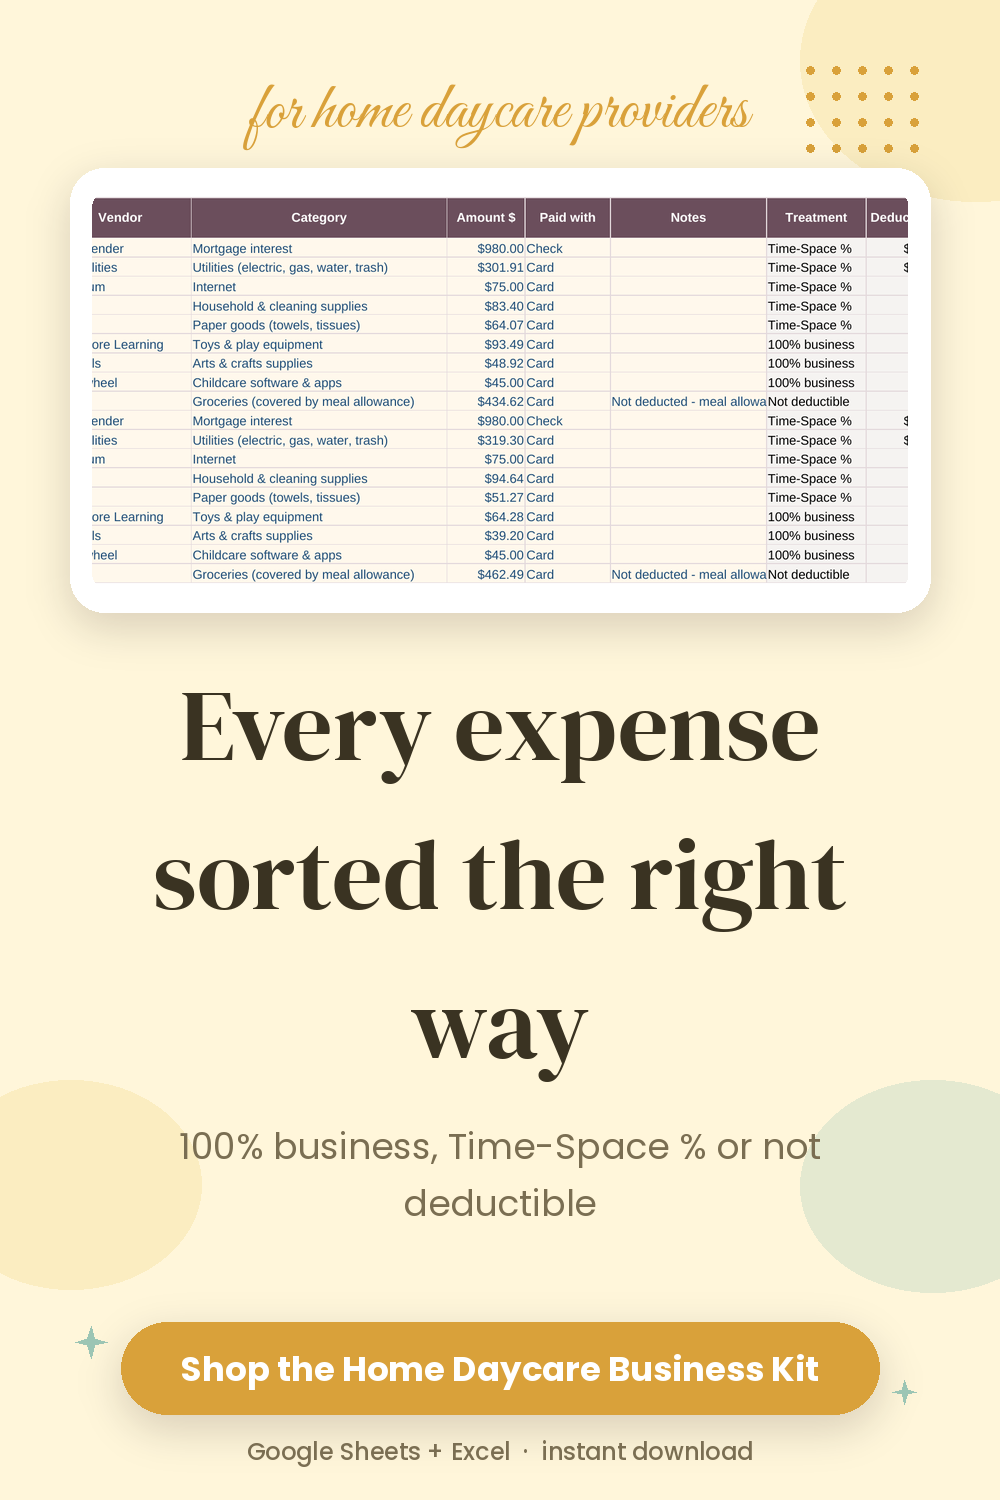 for home daycare providers
Vendor Category Amount $ Paid with Notes Treatment
Mortgage interest $980.00 Check Time-Space %
Utilities (electric, gas, water, trash) $301.91 Card Time-Space %
Internet $75.00 Card Time-Space %
Household & cleaning supplies $83.40 Card Time-Space %
Paper goods (towels, tissues) $64.07 Card Time-Space %
ore Learning Toys & play equipment $93.49 Card 100% business
Arts & crafts supplies $48.92 Card 100% business
Childcare software & apps $45.00 Card 100% business
Groceries (covered by meal allowance) $434.62 Card Not deducted - meal allowa Not deductible
Mortgage interest $980.00 Check Time-Space %
Utilities (electric, gas, water, trash) $319.30 Card Time-Space %
Internet $75.00 Card Time-Space %
Household & cleaning supplies $94.64 Card Time-Space %
Paper goods (towels, tissues) $51.27 Card Time-Space %
ore Learning Toys & play equipment $64.28 Card 100% business
Arts & crafts supplies $39.20 Card 100% business
Childcare software & apps $45.00 Card 100% business
Groceries (covered by meal allowance) $462.49 Card Not deducted - meal allowa Not deductible
Every expense
sorted the right
way
100% business, Time-Space % or not
deductible
Shop the Home Daycare Business Kit
Google Sheets + Excel · instant download